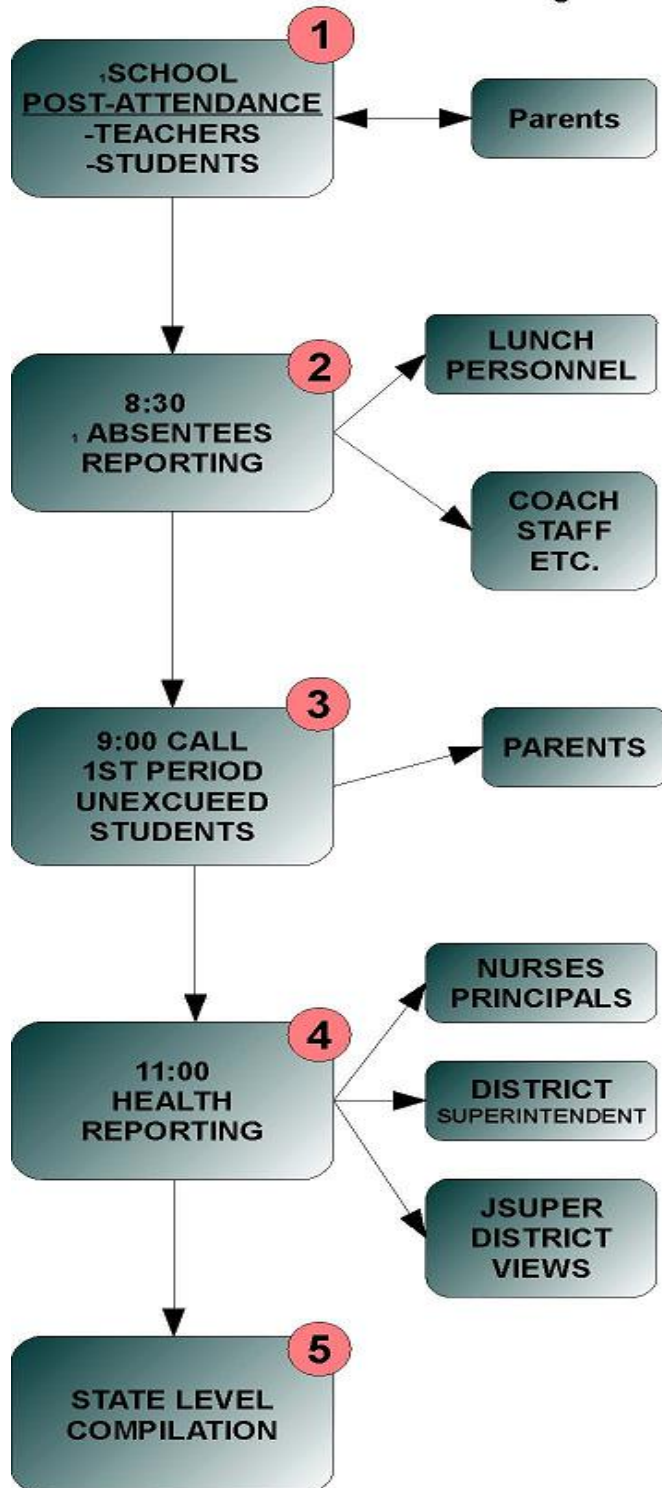 1
₁SCHOOL
POST-ATTENDANCE
-TEACHERS
-STUDENTS
Parents
2
8:30
₁ ABSENTEES
REPORTING
LUNCH
PERSONNEL
COACH
STAFF
ETC.
3
9:00 CALL
1ST PERIOD
UNEXCUEED
STUDENTS
PARENTS
4
11:00
HEALTH
REPORTING
NURSES
PRINCIPALS
DISTRICT
SUPERINTENDENT
JSUPER
DISTRICT
VIEWS
5
STATE LEVEL
COMPILATION